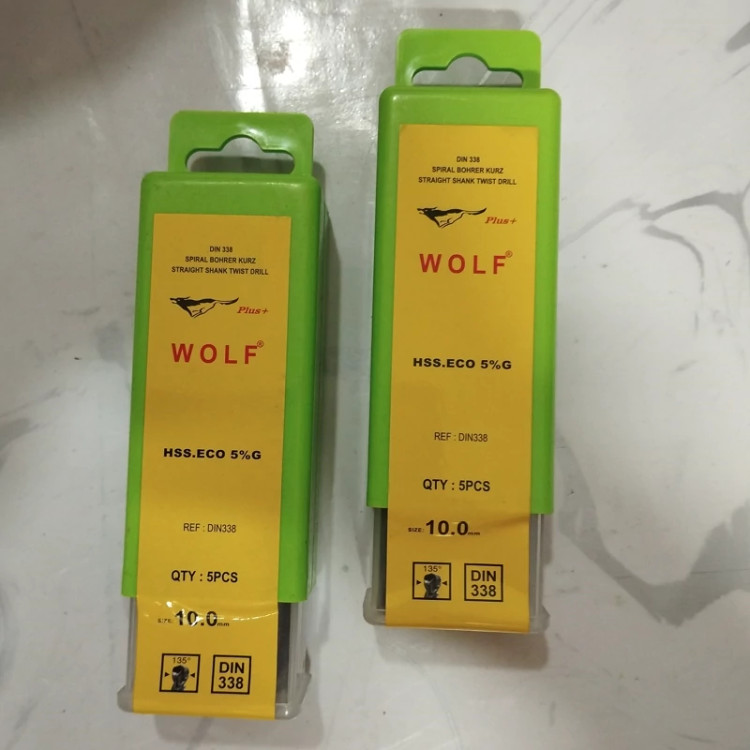 DIN 338
SPIRAL BOHRER KURZ
STRAIGHT SHANK TWIST DRILL
Plus+
WOLF®
HSS.ECO 5%G
REF : DIN338
QTY : 5PCS
SIZE: 10.0mm
135°
DIN
338
DIN 338
SPIRAL BOHRER KURZ
STRAIGHT SHANK TWIST DRILL
Plus+
WOLF®
HSS.ECO 5%G
REF : DIN338
QTY : 5PCS
SIZE: 10.0mm
135°
DIN
338